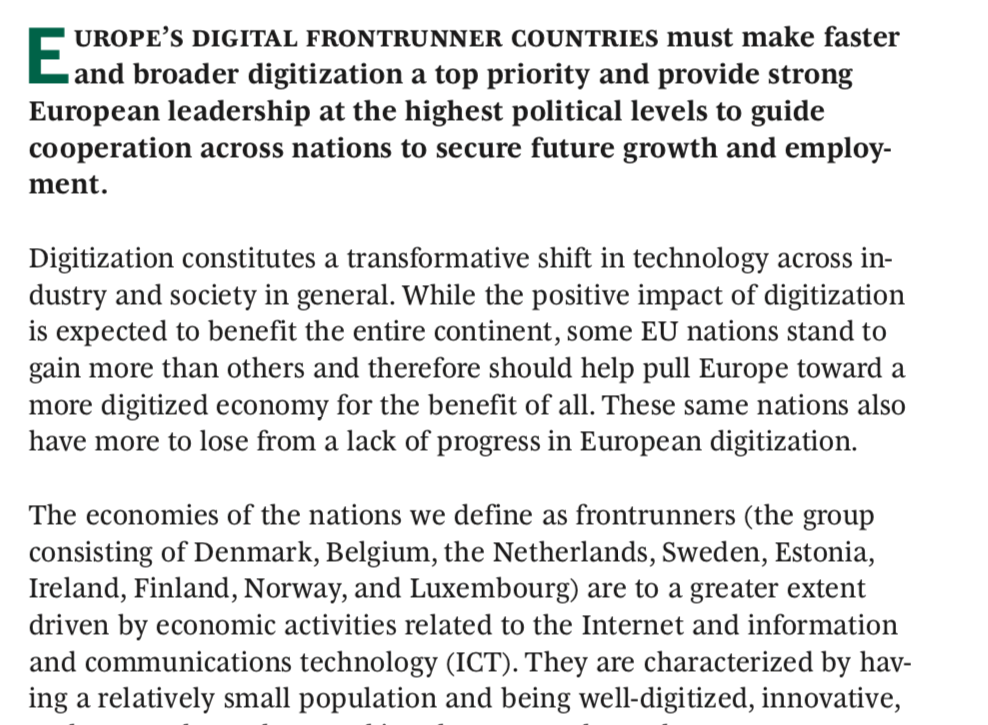 EUROPE’S DIGITAL FRONTRUNNER COUNTRIES must make faster
and broader digitization a top priority and provide strong
European leadership at the highest political levels to guide
cooperation across nations to secure future growth and employ-
ment.
Digitization constitutes a transformative shift in technology across in-
dustry and society in general. While the positive impact of digitization
is expected to benefit the entire continent, some EU nations stand to
gain more than others and therefore should help pull Europe toward a
more digitized economy for the benefit of all. These same nations also
have more to lose from a lack of progress in European digitization.
The economies of the nations we define as frontrunners (the group
consisting of Denmark, Belgium, the Netherlands, Sweden, Estonia,
Ireland, Finland, Norway, and Luxembourg) are to a greater extent
driven by economic activities related to the Internet and information
and communications technology (ICT). They are characterized by hav-
ing a relatively small population and being well-digitized, innovative,